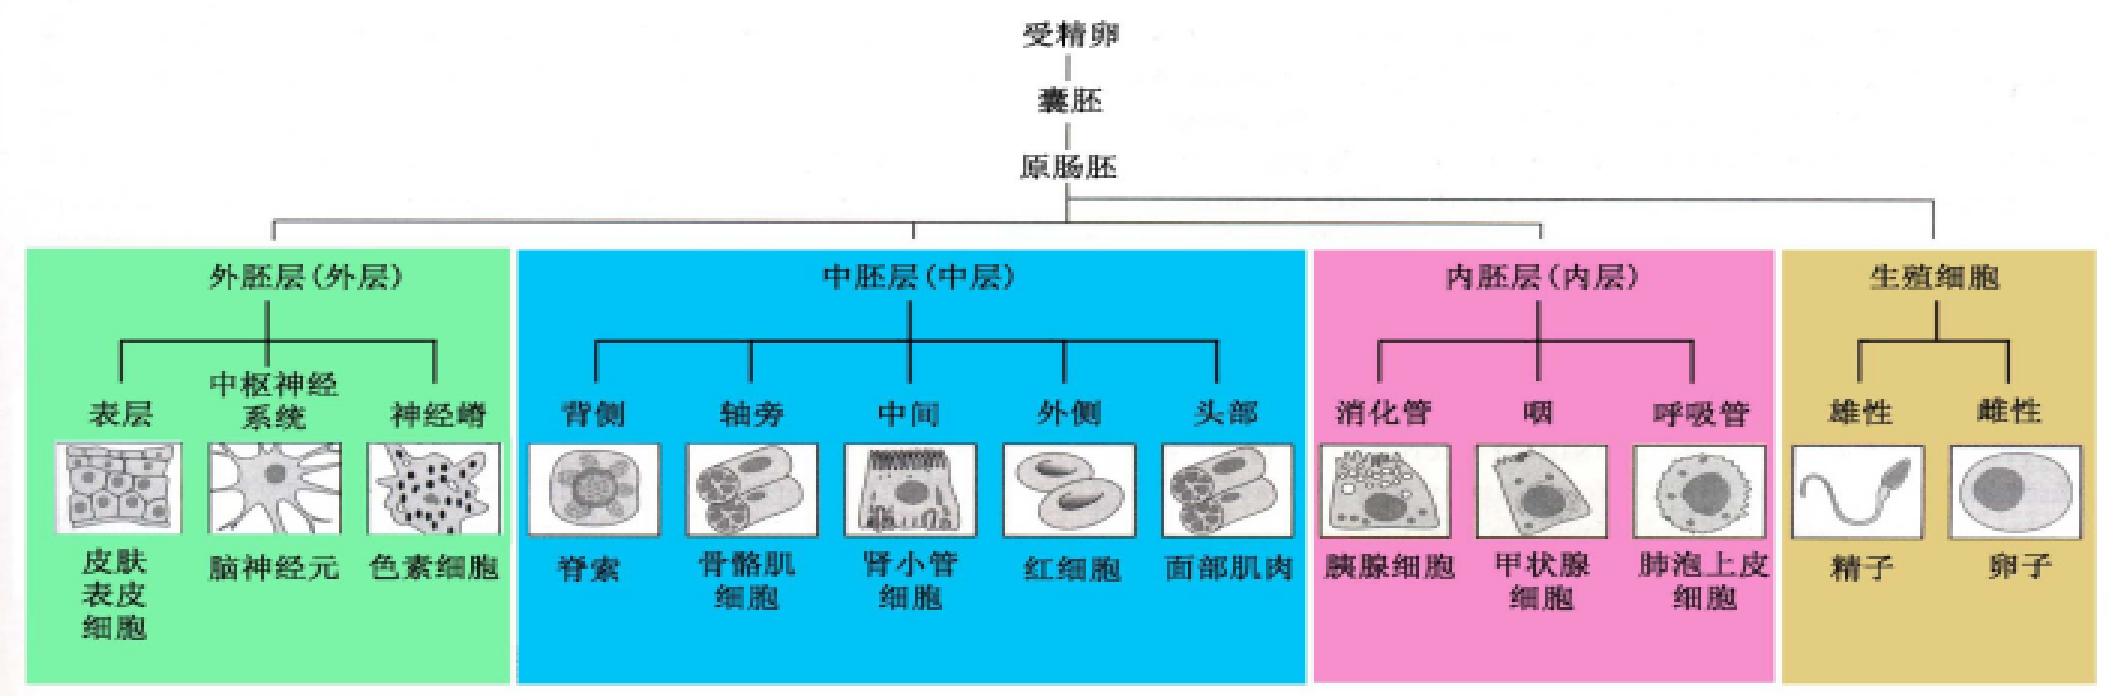 受精卵
囊胚
原肠胚
外胚层(外层)
中胚层(中层)
内胚层(内层)
生殖细胞
表层
中枢神经
系统
神经嵴
背侧
轴旁
中间
外侧
头部
消化管
咽
呼吸管
雄性
雌性
皮肤
表皮
细胞
脑神经元
色素细胞
脊索
骨骼肌
细胞
肾小管
细胞
红细胞
面部肌肉
胰腺细胞
甲状腺
细胞
肺泡上皮
细胞
精子
卵子